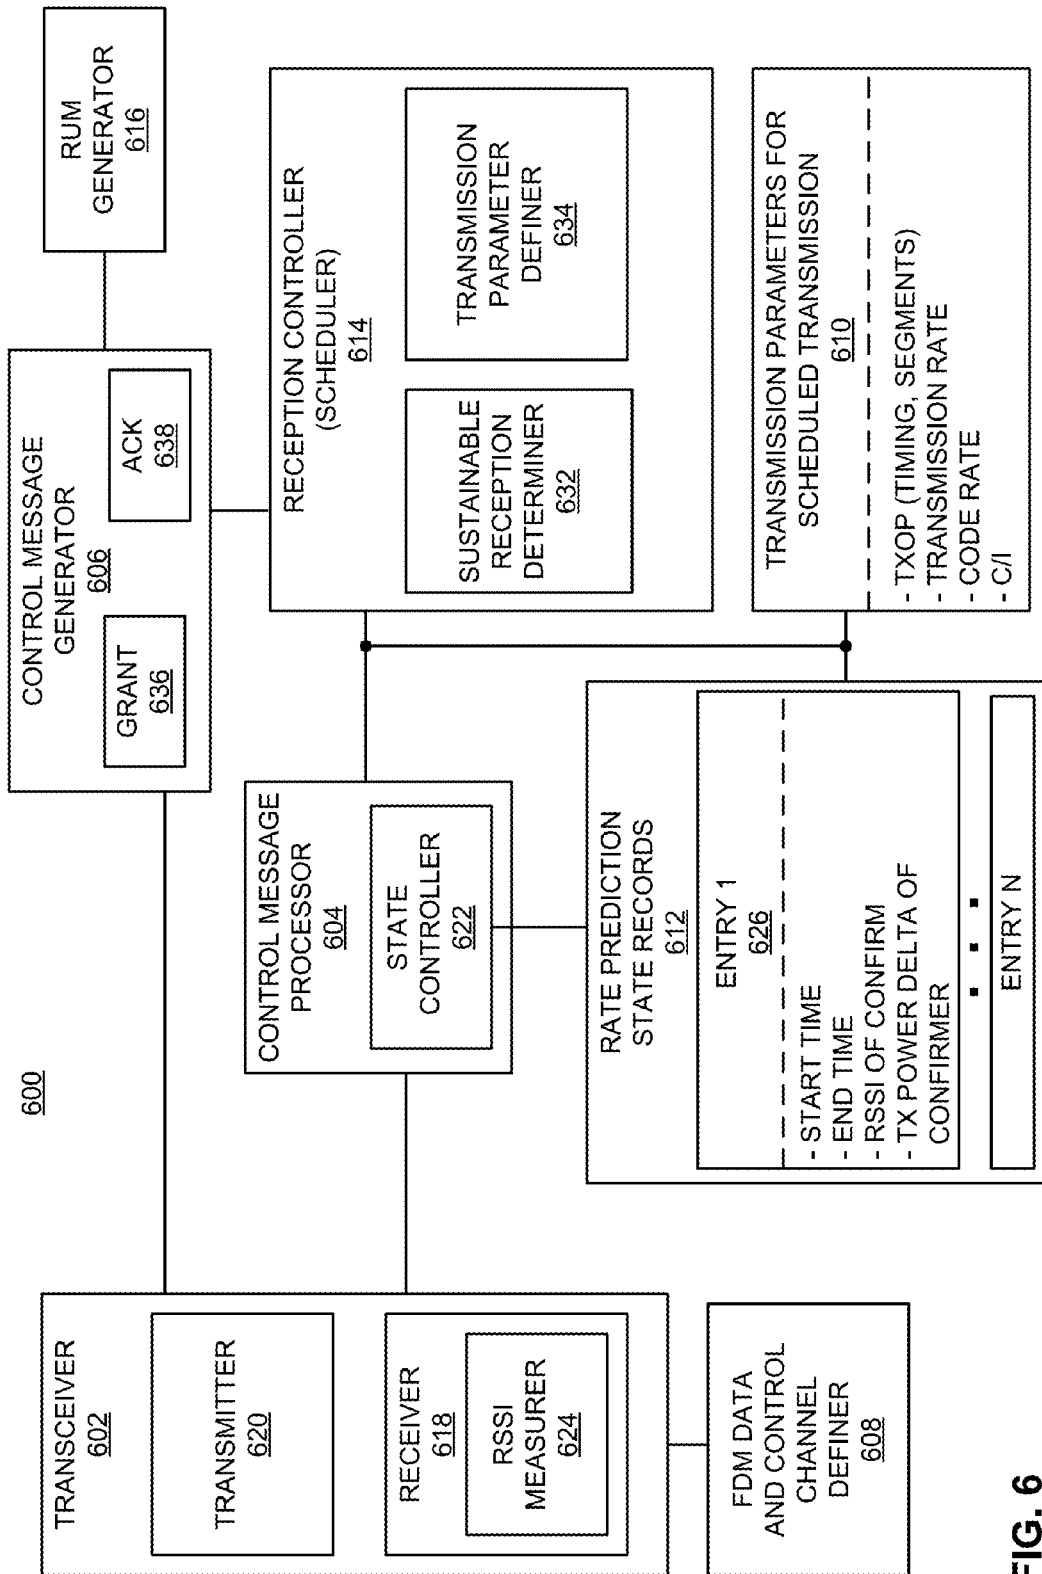 600
TRANSCEIVER
602
TRANSMITTER
620
RECEIVER
618
RSSI
MEASURER
624
FDM DATA
AND CONTROL
CHANNEL
DEFINER
608
CONTROL MESSAGE
GENERATOR
606
GRANT
636
ACK
638
RUM
GENERATOR
616
CONTROL MESSAGE
PROCESSOR
604
STATE
CONTROLLER
622
RECEPTION CONTROLLER
(SCHEDULER)
614
SUSTAINABLE
RECEPTION
DETERMINER
632
TRANSMISSION
PARAMETER
DEFINER
634
RATE PREDICTION
STATE RECORDS
612
ENTRY 1
626
- START TIME
- END TIME
- RSSI OF CONFIRM
- TX POWER DELTA OF
CONFIRMER
ENTRY N
TRANSMISSION PARAMETERS FOR
SCHEDULED TRANSMISSION
610
- TXOP (TIMING, SEGMENTS)
- TRANSMISSION RATE
- CODE RATE
- C/I
FIG. 6